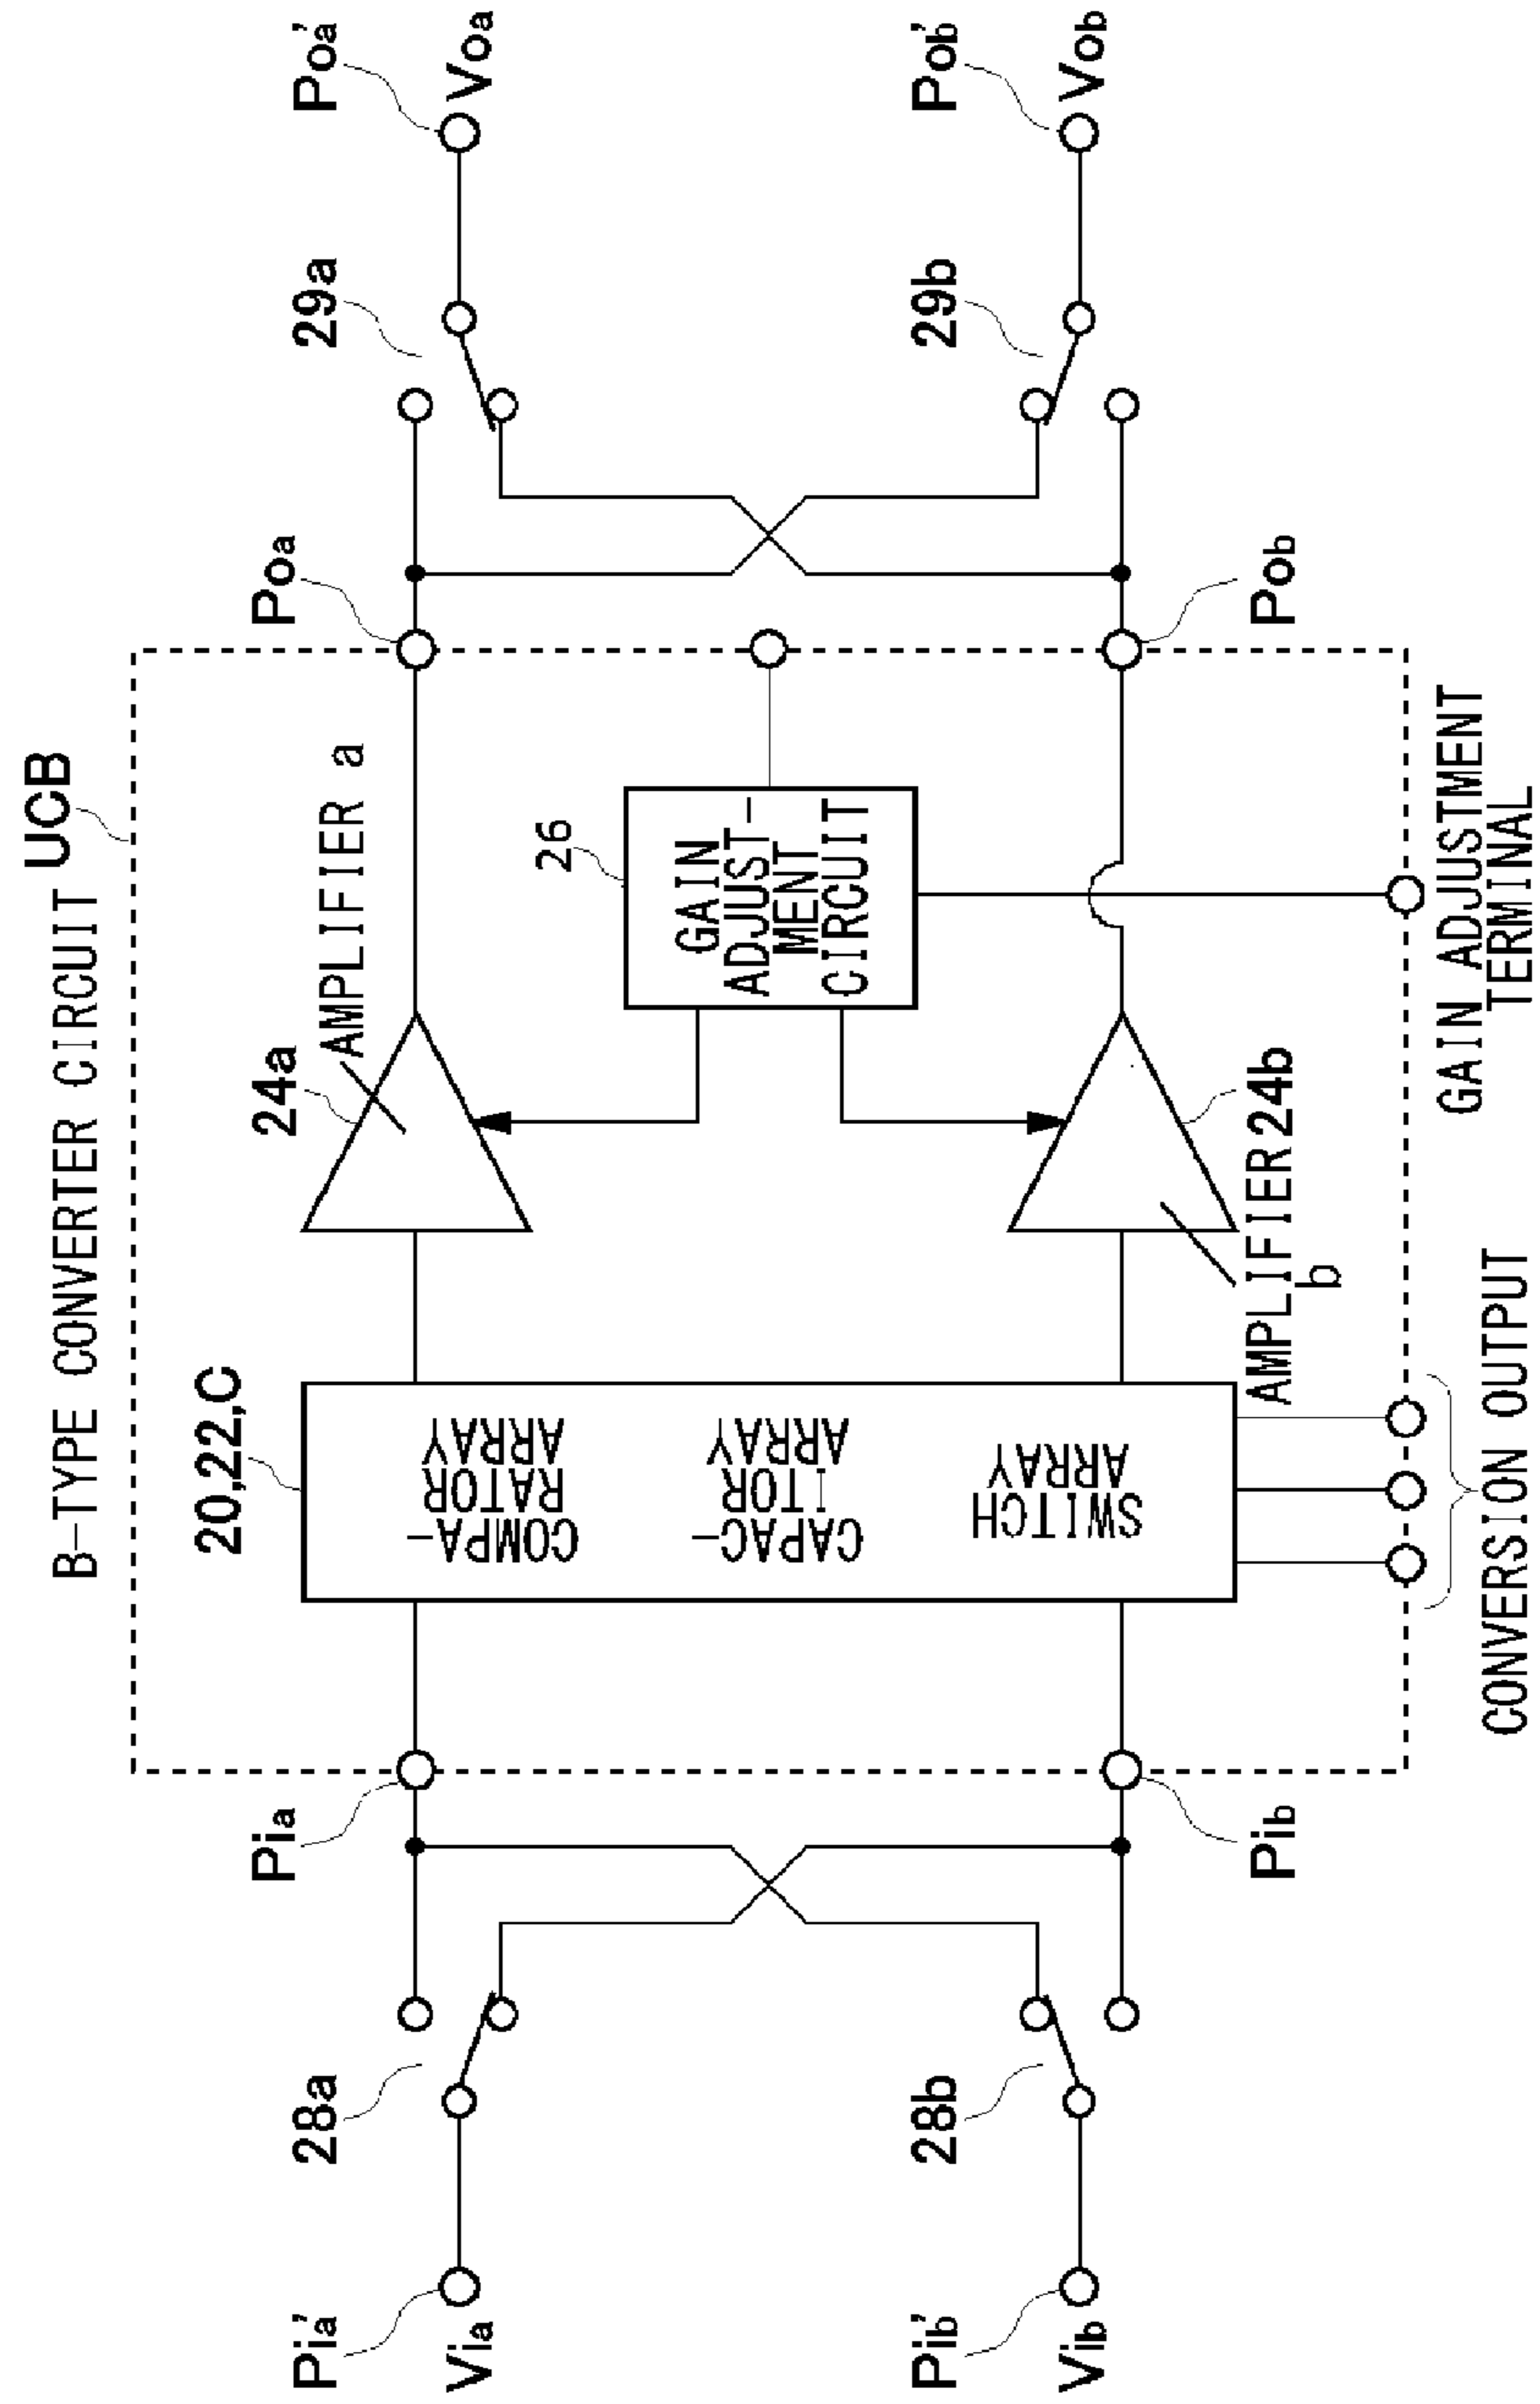 B-TYPE CONVERTER CIRCUIT UCB
20,22,C
24a
AMPLIFIER a
Pia
Poa
Pia'
Via
28a
29a
Poa'
Voa
COMPA-
RATOR
ARRAY
CAPAC-
ITOR
ARRAY
SWITCH
ARRAY
26
GAIN
ADJUST-
MENT
CIRCUIT
Pib'
Vib
28b
29b
Pob'
Vob
Pib
AMPLIFIER
b
24b
Pob
CONVERSION OUTPUT
GAIN ADJUSTMENT
TERMINAL